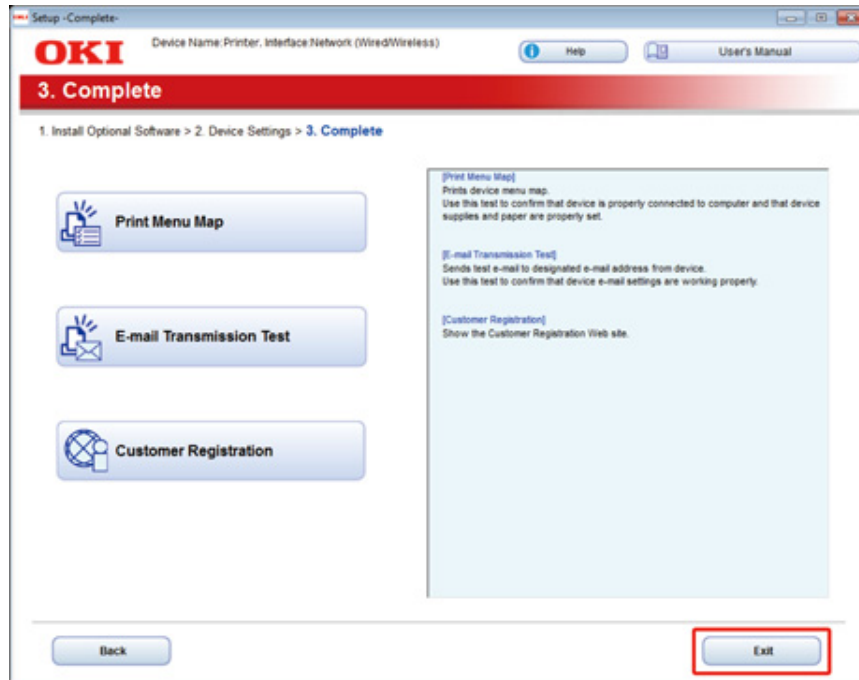 Setup -Complete-
OKI
Device Name:Printer, Interface:Network (Wired/Wireless)
Help
User's Manual
3. Complete
1. Install Optional Software > 2. Device Settings > 3. Complete
Print Menu Map
E-mail Transmission Test
Customer Registration
[Print Menu Map]
Prints device menu map.
Use this test to confirm that device is properly connected to computer and that device
supplies and paper are properly set.
[E-mail Transmission Test]
Sends test e-mail to designated e-mail address from device.
Use this test to confirm that device e-mail settings are working properly.
[Customer Registration]
Show the Customer Registration Web site.
Back
Exit